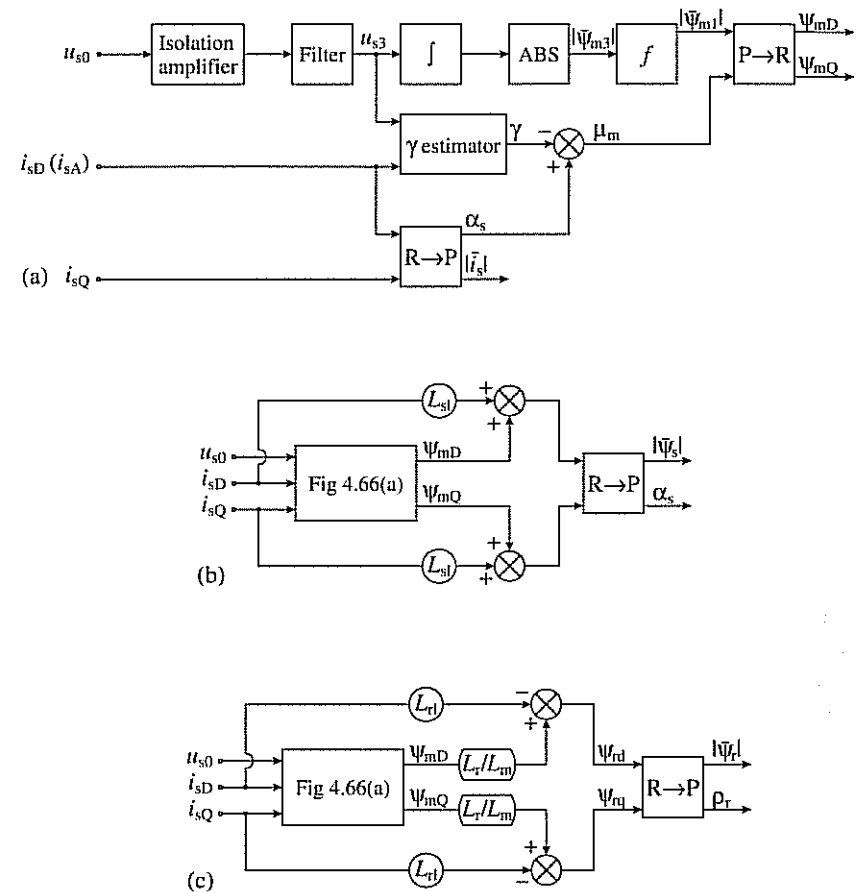 u_s0
Isolation amplifier
Filter
u_s3
∫
ABS
|ψ̄_m3|
f
|ψ̄_m1|
P→R
ψ_mD
ψ_mQ
γ estimator
γ
−
+
μ_m
i_sD (i_sA)
R→P
α_s
|ī_s|
(a) i_sQ
L_sl
+
+
u_s0
i_sD
i_sQ
Fig 4.66(a)
ψ_mD
ψ_mQ
R→P
|ψ̄_s|
α_s
+
+
L_sl
(b)
L_rl
−
+
u_s0
i_sD
i_sQ
Fig 4.66(a)
ψ_mD
L_r/L_m
ψ_mQ
L_r/L_m
ψ_rd
ψ_rq
R→P
|ψ̄_r|
ρ_r
+
−
L_rl
(c)